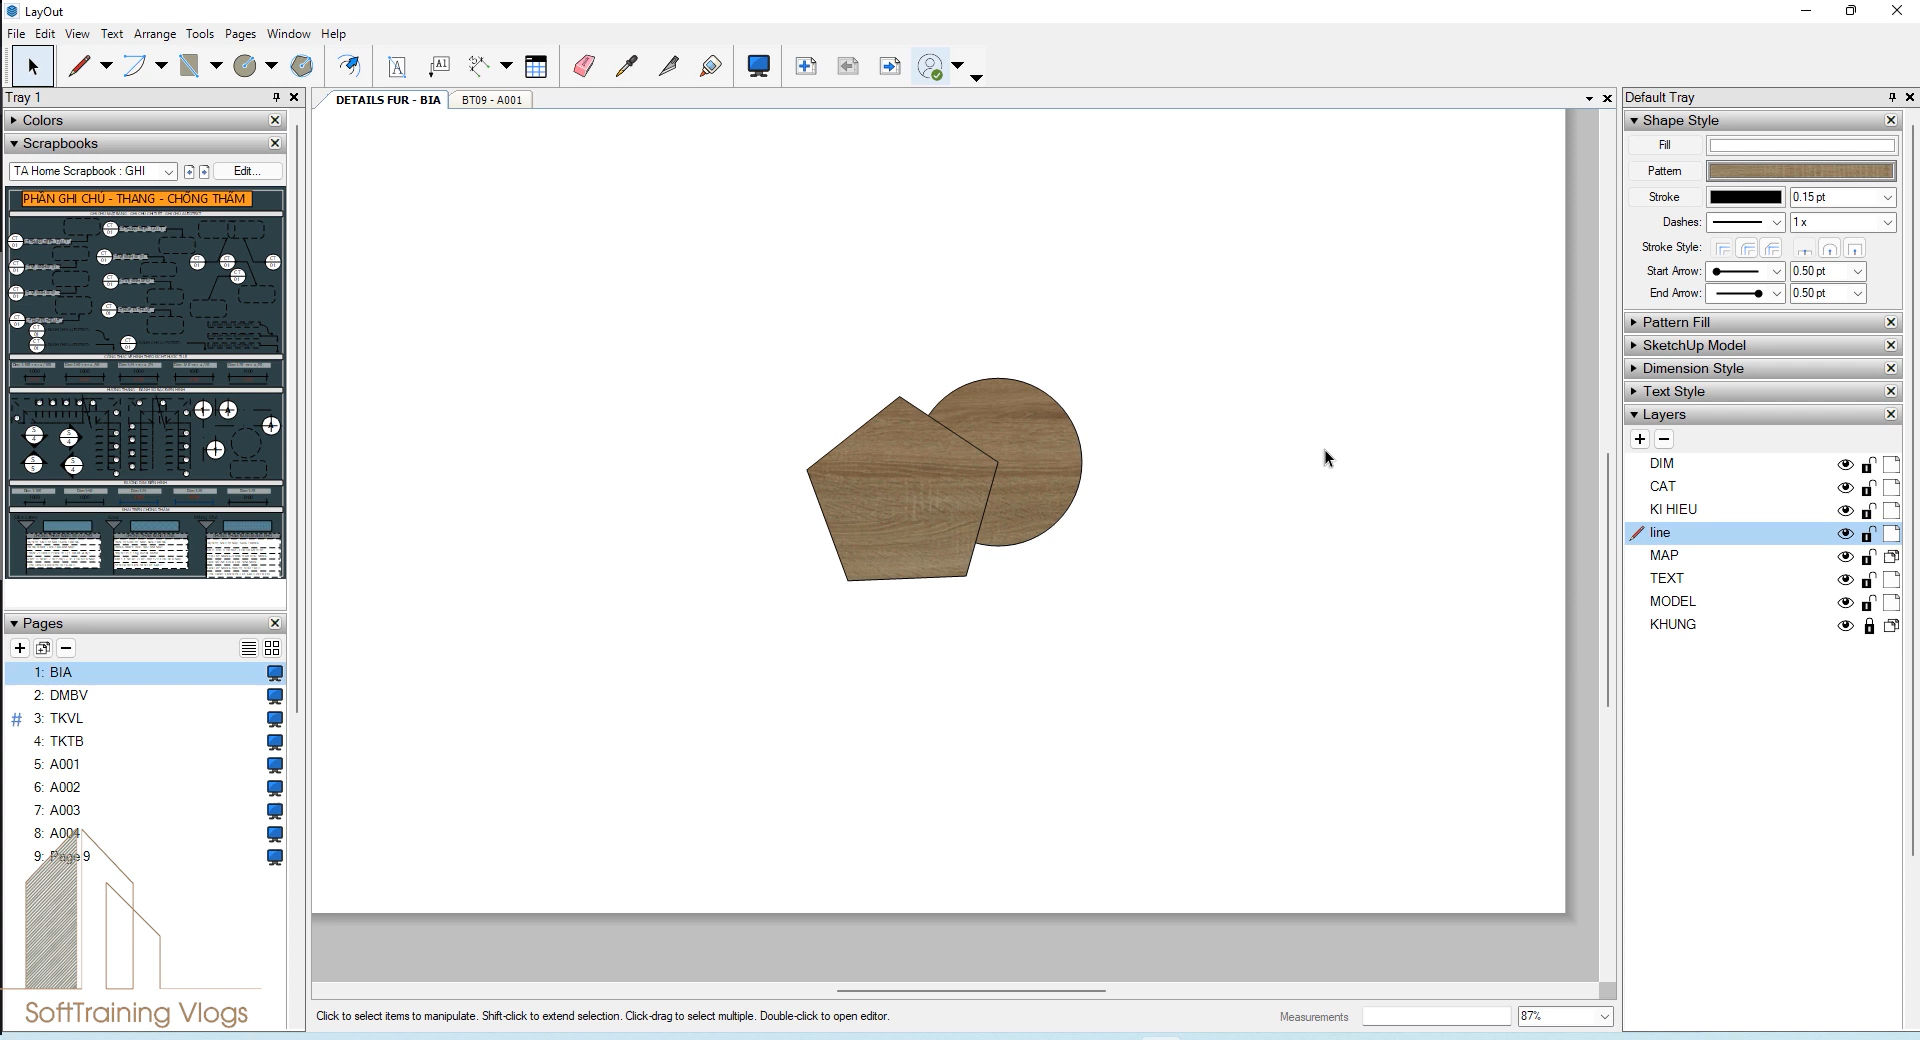 LayOut
File Edit View Text Arrange Tools Pages Window Help
Tray 1
Colors
Scrapbooks
TA Home Scrapbook : GHI
Edit...
PHẦN GHI CHÚ - THANG - CHỐNG THẤM
Pages
1: BIA
2: DMBV
# 3: TKVL
4: TKTB
5: A001
6: A002
7: A003
8: A004
9: Page 9
SoftTraining Vlogs
DETAILS FUR - BIA
BT09 - A001
Click to select items to manipulate. Shift-click to extend selection. Click-drag to select multiple. Double-click to open editor.
Measurements
87%
Default Tray
Shape Style
Fill
Pattern
Stroke
0.15 pt
Dashes:
1 x
Stroke Style:
Start Arrow:
0.50 pt
End Arrow:
0.50 pt
Pattern Fill
SketchUp Model
Dimension Style
Text Style
Layers
DIM
CAT
KI HIEU
line
MAP
TEXT
MODEL
KHUNG